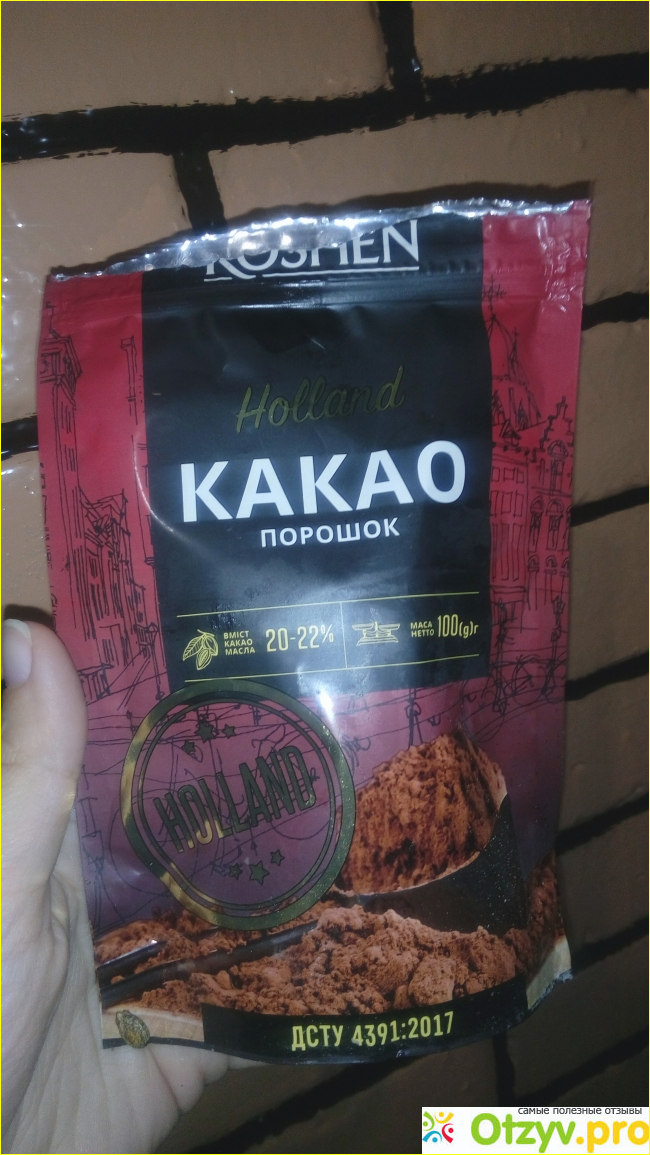 ROSHEN
Holland
КАКАО
ПОРОШОК
ВМІСТ
КАКАО
МАСЛА
20-22%
МАСА
НЕТТО
100(g)г
HOLLAND
ДСТУ 4391:2017
самые полезные отзывы
Otzyv.pro